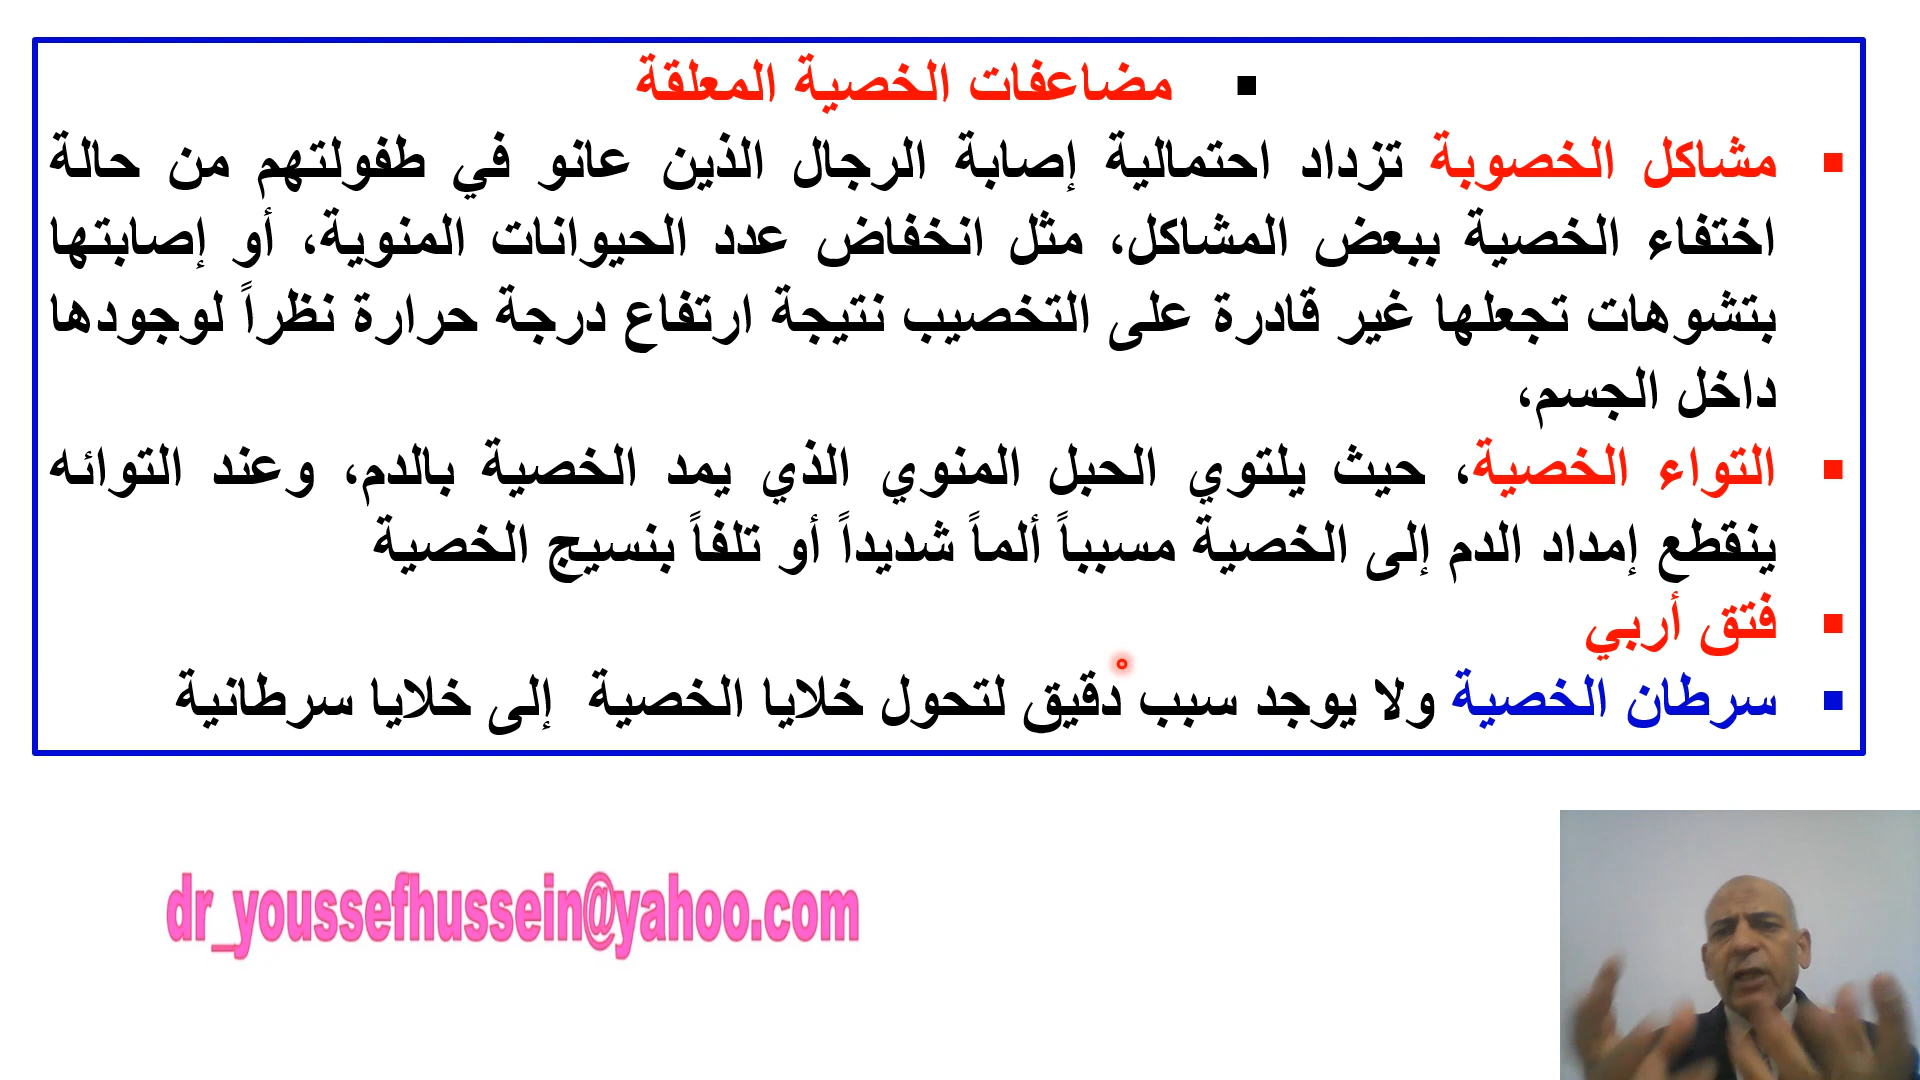 ▪ مضاعفات الخصية المعلقة
▪ مشاكل الخصوبة تزداد احتمالية إصابة الرجال الذين عانو في طفولتهم من حالة
اختفاء الخصية ببعض المشاكل، مثل انخفاض عدد الحيوانات المنوية، أو إصابتها
بتشوهات تجعلها غير قادرة على التخصيب نتيجة ارتفاع درجة حرارة نظراً لوجودها
داخل الجسم،
▪ التواء الخصية، حيث يلتوي الحبل المنوي الذي يمد الخصية بالدم، وعند التوائه
ينقطع إمداد الدم إلى الخصية مسبباً ألماً شديداً أو تلفاً بنسيج الخصية
▪ فتق أربي
▪ سرطان الخصية ولا يوجد سبب دقيق لتحول خلايا الخصية إلى خلايا سرطانية
dr_youssefhussein@yahoo.com